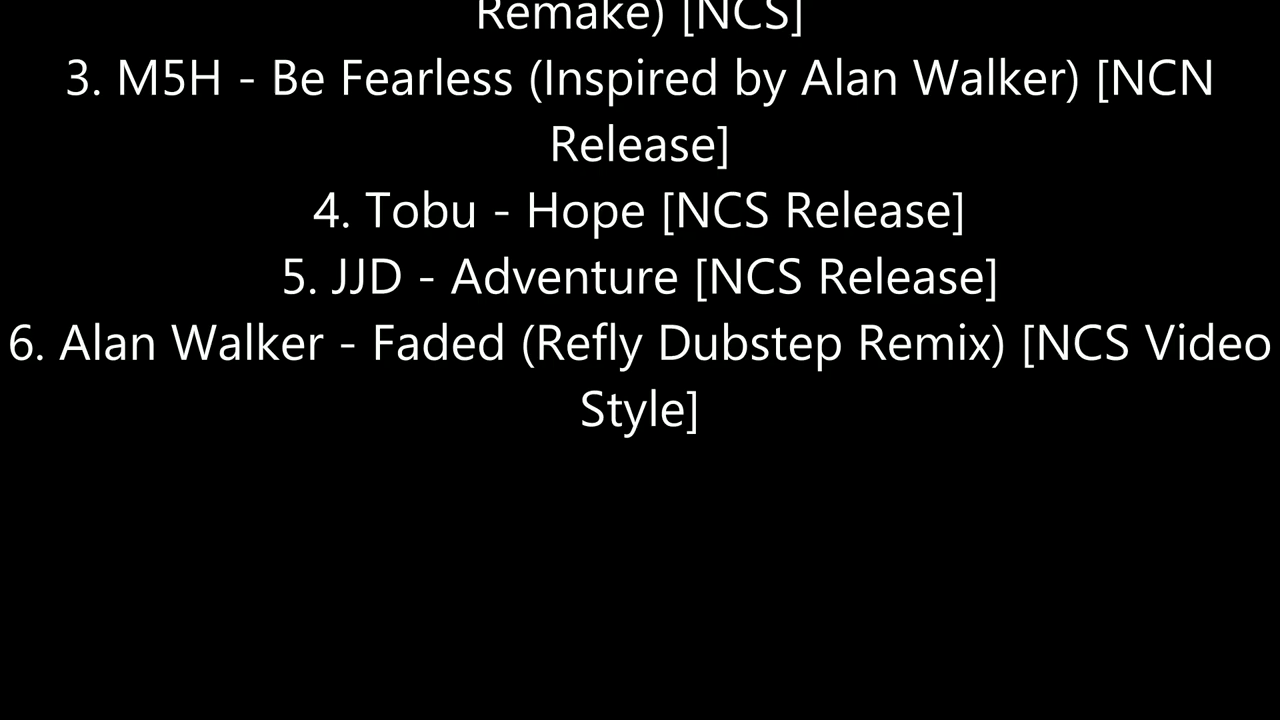 Remake) [NCS]
3. M5H - Be Fearless (Inspired by Alan Walker) [NCN
Release]
4. Tobu - Hope [NCS Release]
5. JJD - Adventure [NCS Release]
6. Alan Walker - Faded (Refly Dubstep Remix) [NCS Video
Style]